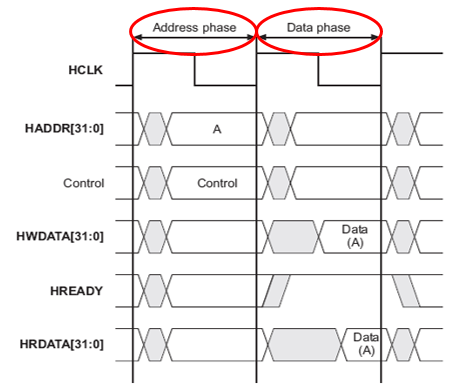 Address phase
Data phase
HCLK
HADDR[31:0]
A
Control
Control
HWDATA[31:0]
Data
(A)
HREADY
HRDATA[31:0]
Data
(A)